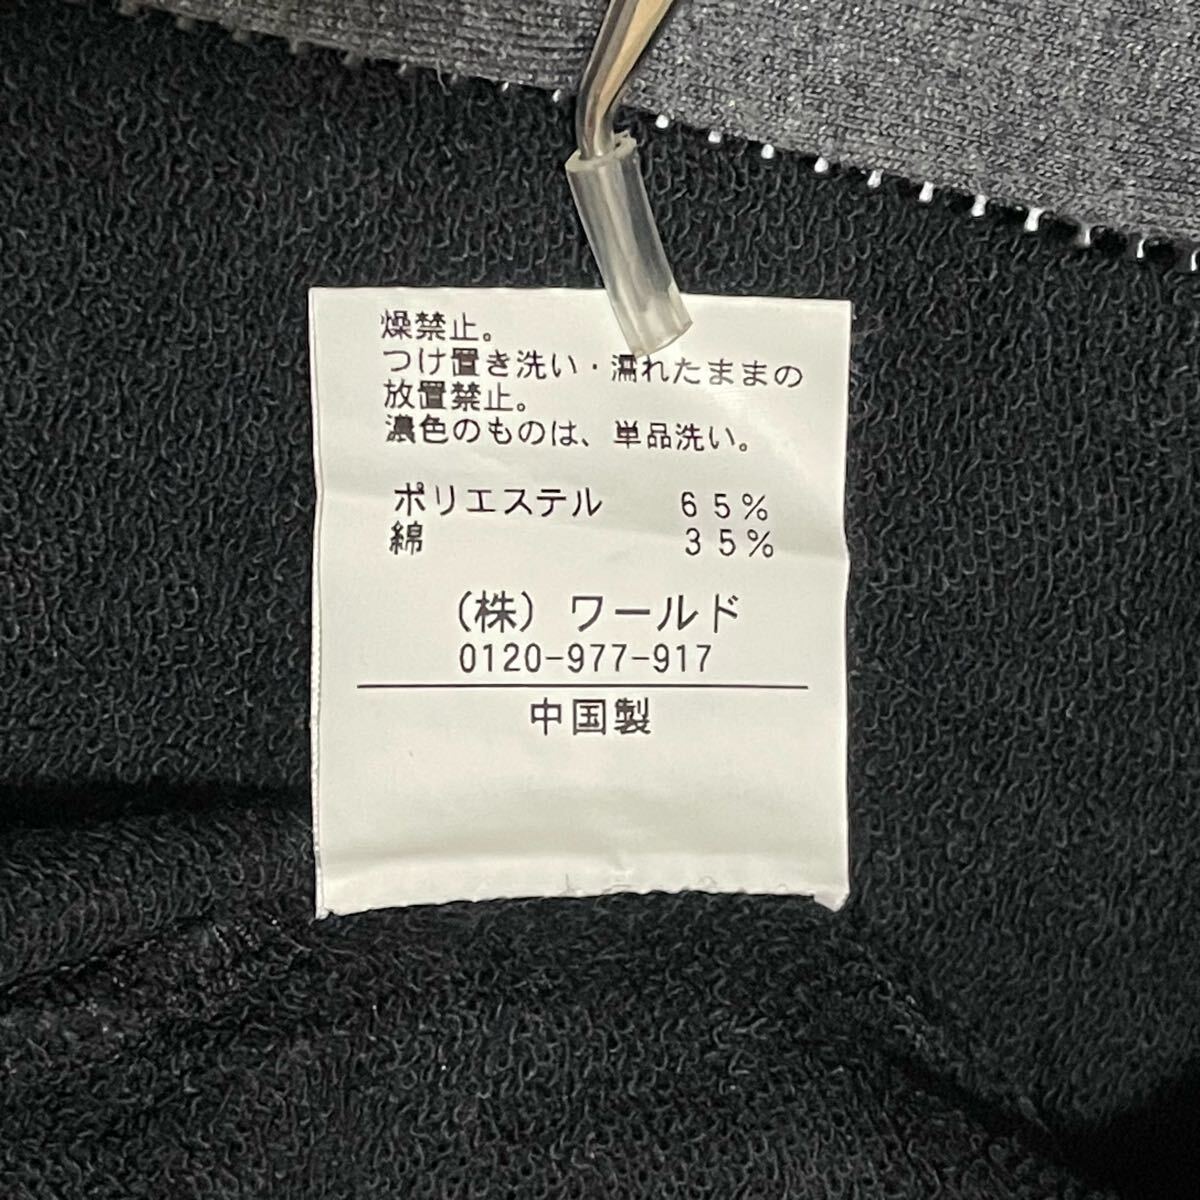 燥禁止。
つけ置き洗い・濡れたままの
放置禁止。
濃色のものは、単品洗い。
ポリエステル 65%
綿 35%
(株)ワールド
0120-977-917
中国製